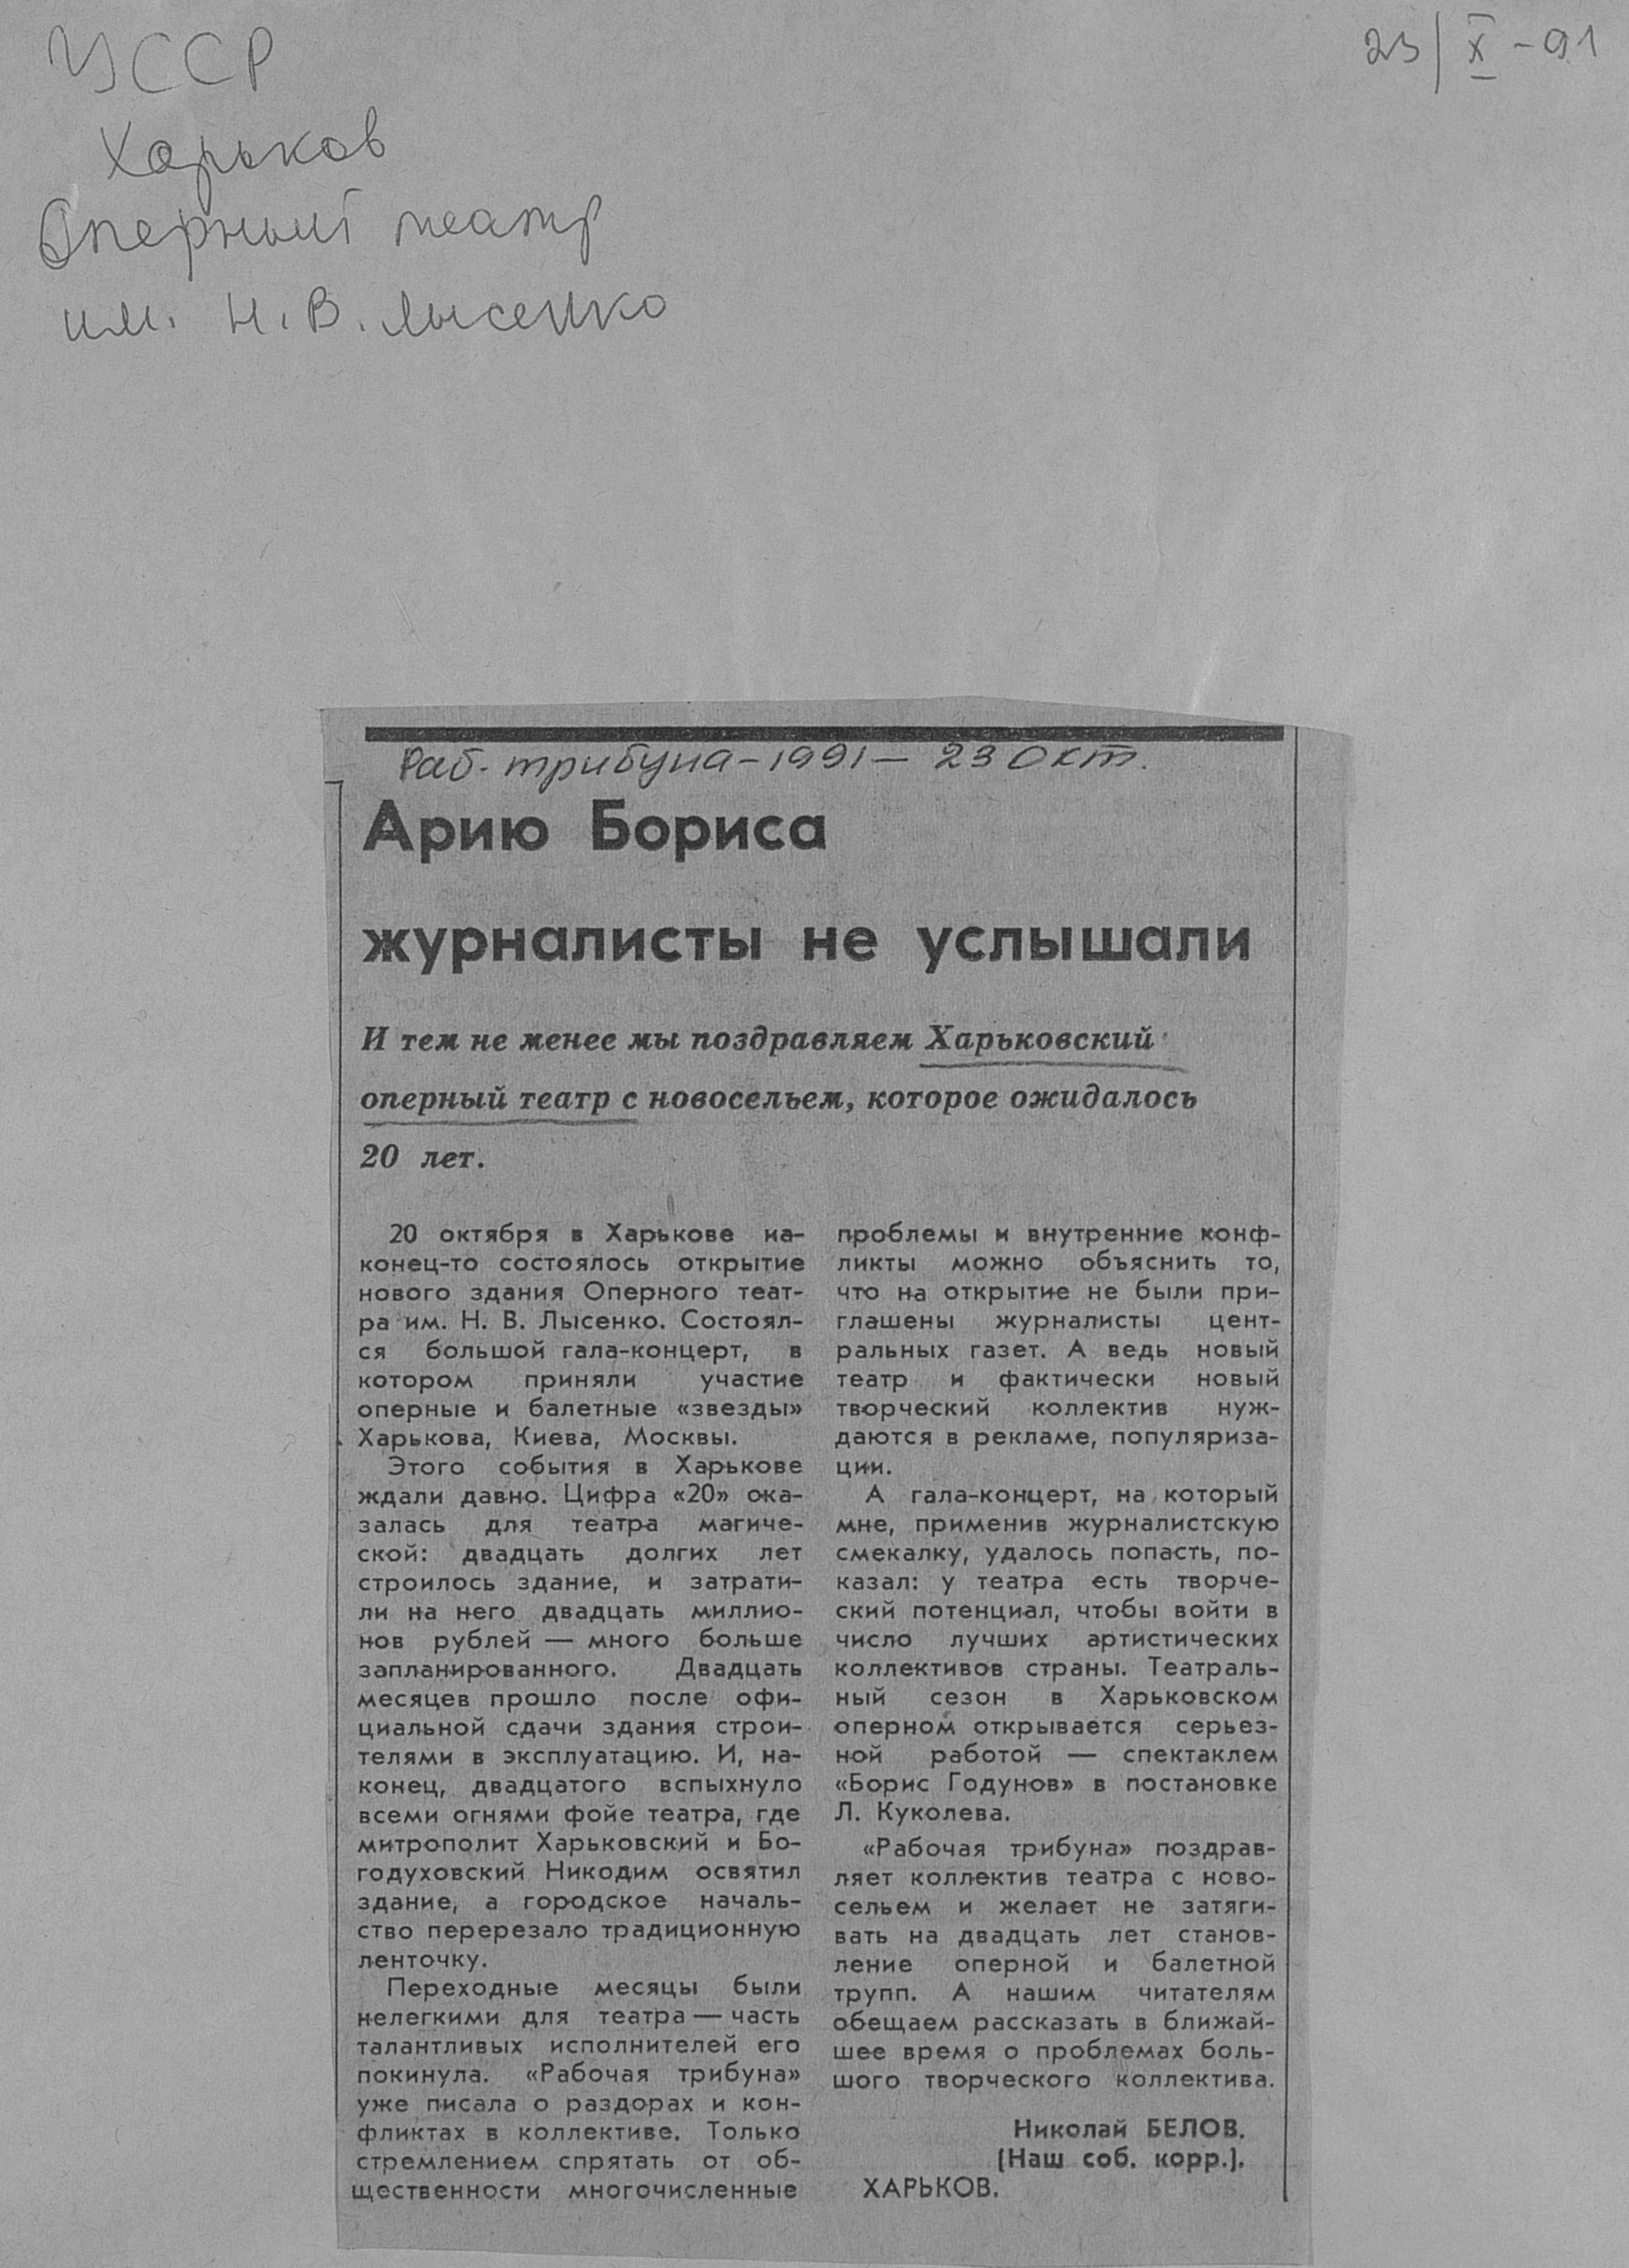 УССР
23/X-91
Харьков
Оперный театр
им. Н. В. Лысенко
Раб. трибуна-1991-23 окт.
Арию Бориса
журналисты не услышали
И тем не менее мы поздравляем Харьковский
оперный театр с новосельем, которое ожидалось
20 лет.
20 октября в Харькове на-
конец-то состоялось открытие
нового здания Оперного теат-
ра им. Н. В. Лысенко. Состоял-
ся большой гала-концерт, в
котором приняли участие
оперные и балетные «звезды»
Харькова, Киева, Москвы.
Этого события в Харькове
ждали давно. Цифра «20» ока-
залась для театра магиче-
ской: двадцать долгих лет
строилось здание, и затрати-
ли на него двадцать миллио-
нов рублей — много больше
запланированного. Двадцать
месяцев прошло после офи-
циальной сдачи здания строи-
телями в эксплуатацию. И, на-
конец, двадцатого вспыхнуло
всеми огнями фойе театра, где
митрополит Харьковский и Бо-
годуховский Никодим освятил
здание, а городское началь-
ство перерезало традиционную
ленточку.
Переходные месяцы были
нелегкими для театра — часть
талантливых исполнителей его
покинула. «Рабочая трибуна»
уже писала о раздорах и кон-
фликтах в коллективе. Только
стремлением спрятать от об-
щественности многочисленные
проблемы и внутренние конф-
ликты можно объяснить то,
что на открытие не были при-
глашены журналисты цент-
ральных газет. А ведь новый
театр и фактически новый
творческий коллектив нуж-
даются в рекламе, популяриза-
ции.
А гала-концерт, на который
мне, применив журналистскую
смекалку, удалось попасть, по-
казал: у театра есть творче-
ский потенциал, чтобы войти в
число лучших артистических
коллективов страны. Театраль-
ный сезон в Харьковском
оперном открывается серьез-
ной работой — спектаклем
«Борис Годунов» в постановке
Л. Куколева.
«Рабочая трибуна» поздрав-
ляет коллектив театра с ново-
сельем и желает не затяги-
вать на двадцать лет станов-
ление оперной и балетной
трупп. А нашим читателям
обещаем рассказать в ближай-
шее время о проблемах боль-
шого творческого коллектива.
Николай БЕЛОВ.
(Наш соб. корр.).
ХАРЬКОВ.